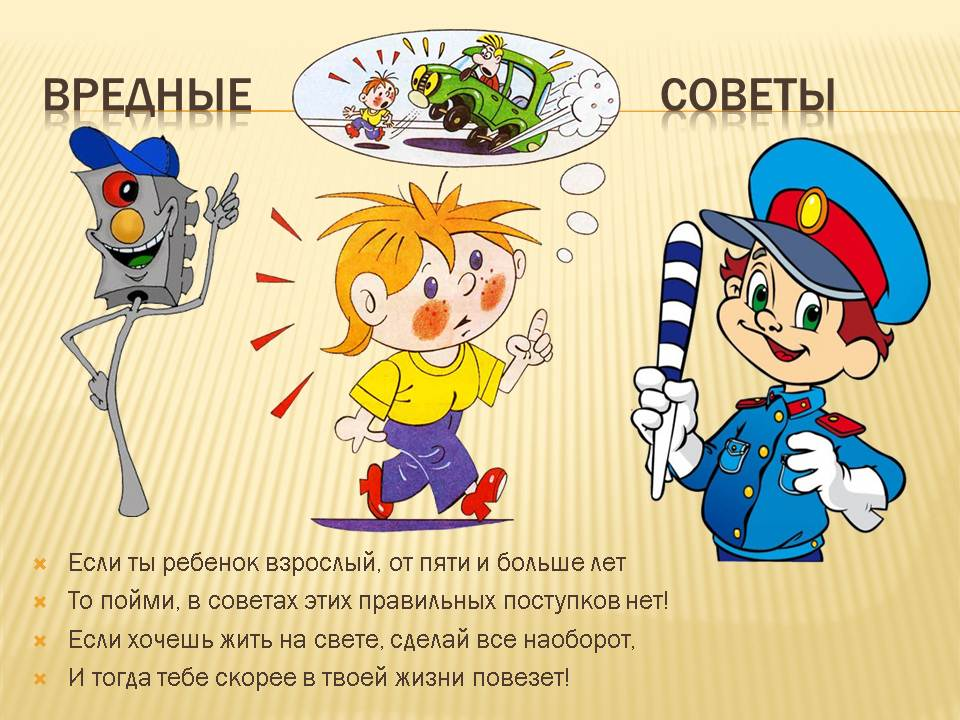 ВРЕДНЫЕ СОВЕТЫ
Если ты ребенок взрослый, от пяти и больше лет
То пойми, в советах этих правильных поступков нет!
Если хочешь жить на свете, сделай все наоборот,
И тогда тебе скорее в твоей жизни повезет!